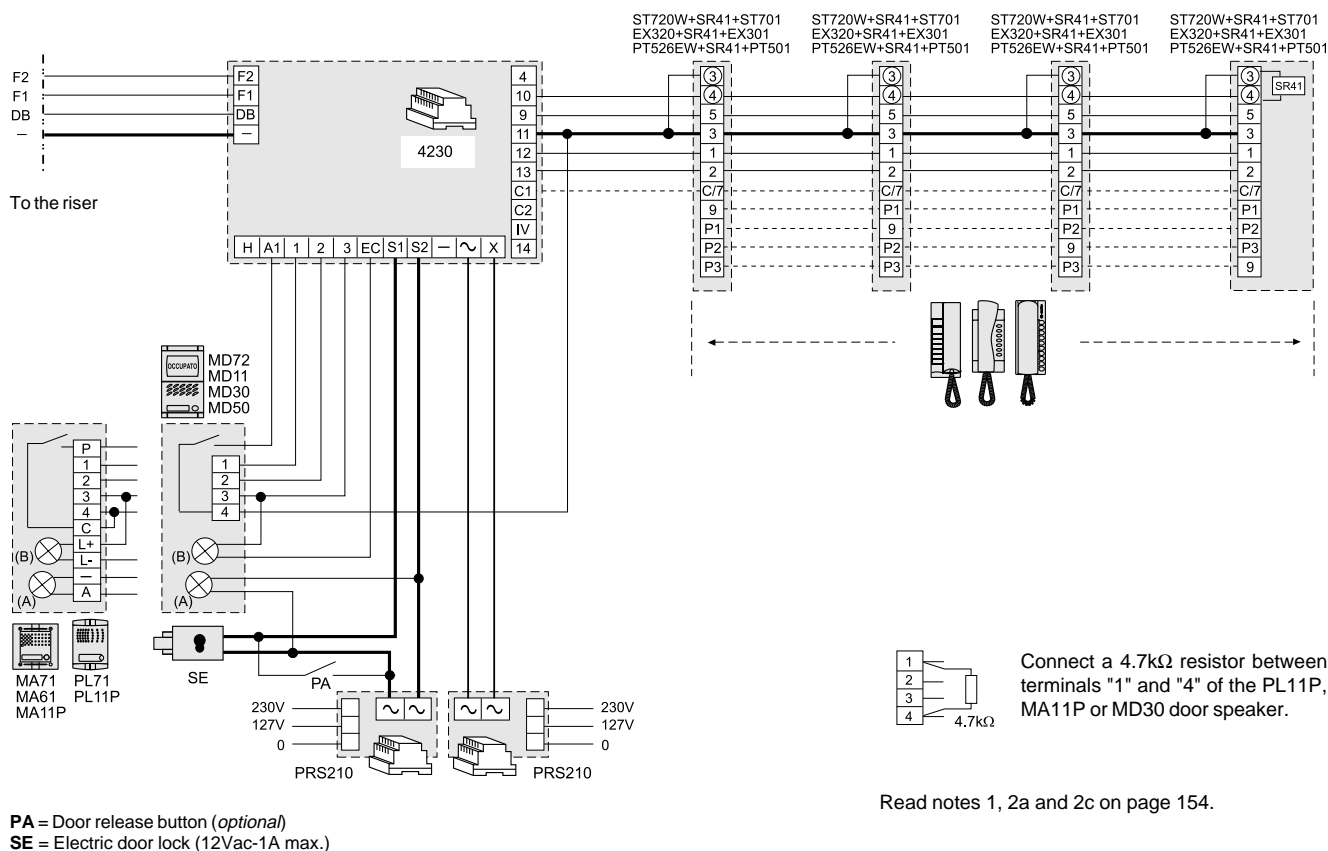 ST720W+SR41+ST701 ST720W+SR41+ST701 ST720W+SR41+ST701 ST720W+SR41+ST701
EX320+SR41+EX301 EX320+SR41+EX301 EX320+SR41+EX301 EX320+SR41+EX301
PT526EW+SR41+PT501 PT526EW+SR41+PT501 PT526EW+SR41+PT501 PT526EW+SR41+PT501
F2 F2 4 3 3 3 3 SR41
F1 F1 10 4 4 4 4
DB DB 9 5 5 5 5
— — 11 3 3 3 3
4230
12 1 1 1 1
13 2 2 2 2
To the riser
C1 C/7 C/7 C/7 C/7
C2 9 P1 P1 P1
IV P1 9 P2 P2
H A1 1 2 3 EC S1 S2 — ~ X 14 P2 P2 9 P3
P3 P3 P3 9
OCCUPATO
MD72
MD11
MD30
MD50
P
1 1
2 2
3 3
4 4
C
L+
(B) L- (B)
—
(A) A (A)
MA71 PL71
MA61 PL11P
MA11P
SE
PA
230V ~ ~ ~ ~ 230V
127V 127V
0 0
PRS210 PRS210
1
2
3
4
4.7kΩ
Connect a 4.7kΩ resistor between
terminals "1" and "4" of the PL11P,
MA11P or MD30 door speaker.
Read notes 1, 2a and 2c on page 154.
PA = Door release button (optional)
SE = Electric door lock (12Vac-1A max.)